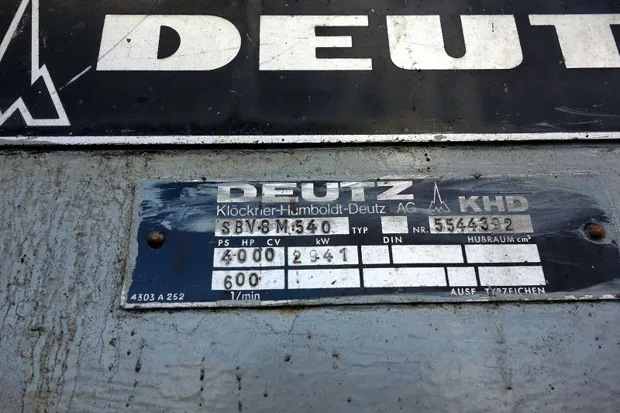 DEUT
DEUTZ
Klöckner-Humboldt-Deutz AG KHD
SBV8M540 TYP NR. 5544392
PS HP CV kW DIN HUBRAUM cm³
4000 2941
600
4303 A 252 1/min AUSF. TYPZEICHEN